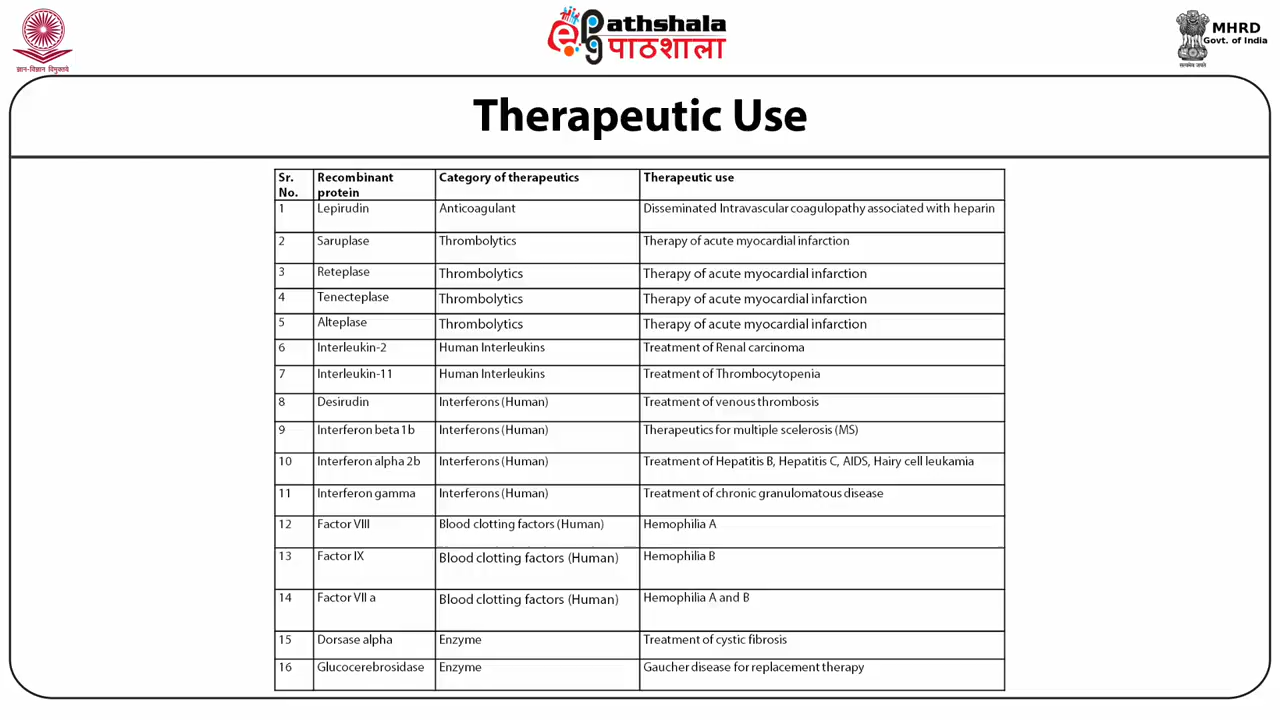 ज्ञान-विज्ञान विमुक्तये
ePathshala
पाठशाला
MHRD
Govt. of India
सत्यमेव जयते
Therapeutic Use
Sr. No. Recombinant protein Category of therapeutics Therapeutic use
1 Lepirudin Anticoagulant Disseminated Intravascular coagulopathy associated with heparin
2 Saruplase Thrombolytics Therapy of acute myocardial infarction
3 Reteplase Thrombolytics Therapy of acute myocardial infarction
4 Tenecteplase Thrombolytics Therapy of acute myocardial infarction
5 Alteplase Thrombolytics Therapy of acute myocardial infarction
6 Interleukin-2 Human Interleukins Treatment of Renal carcinoma
7 Interleukin-11 Human Interleukins Treatment of Thrombocytopenia
8 Desirudin Interferons (Human) Treatment of venous thrombosis
9 Interferon beta 1b Interferons (Human) Therapeutics for multiple scelerosis (MS)
10 Interferon alpha 2b Interferons (Human) Treatment of Hepatitis B, Hepatitis C, AIDS, Hairy cell leukamia
11 Interferon gamma Interferons (Human) Treatment of chronic granulomatous disease
12 Factor VIII Blood clotting factors (Human) Hemophilia A
13 Factor IX Blood clotting factors (Human) Hemophilia B
14 Factor VII a Blood clotting factors (Human) Hemophilia A and B
15 Dorsase alpha Enzyme Treatment of cystic fibrosis
16 Glucocerebrosidase Enzyme Gaucher disease for replacement therapy